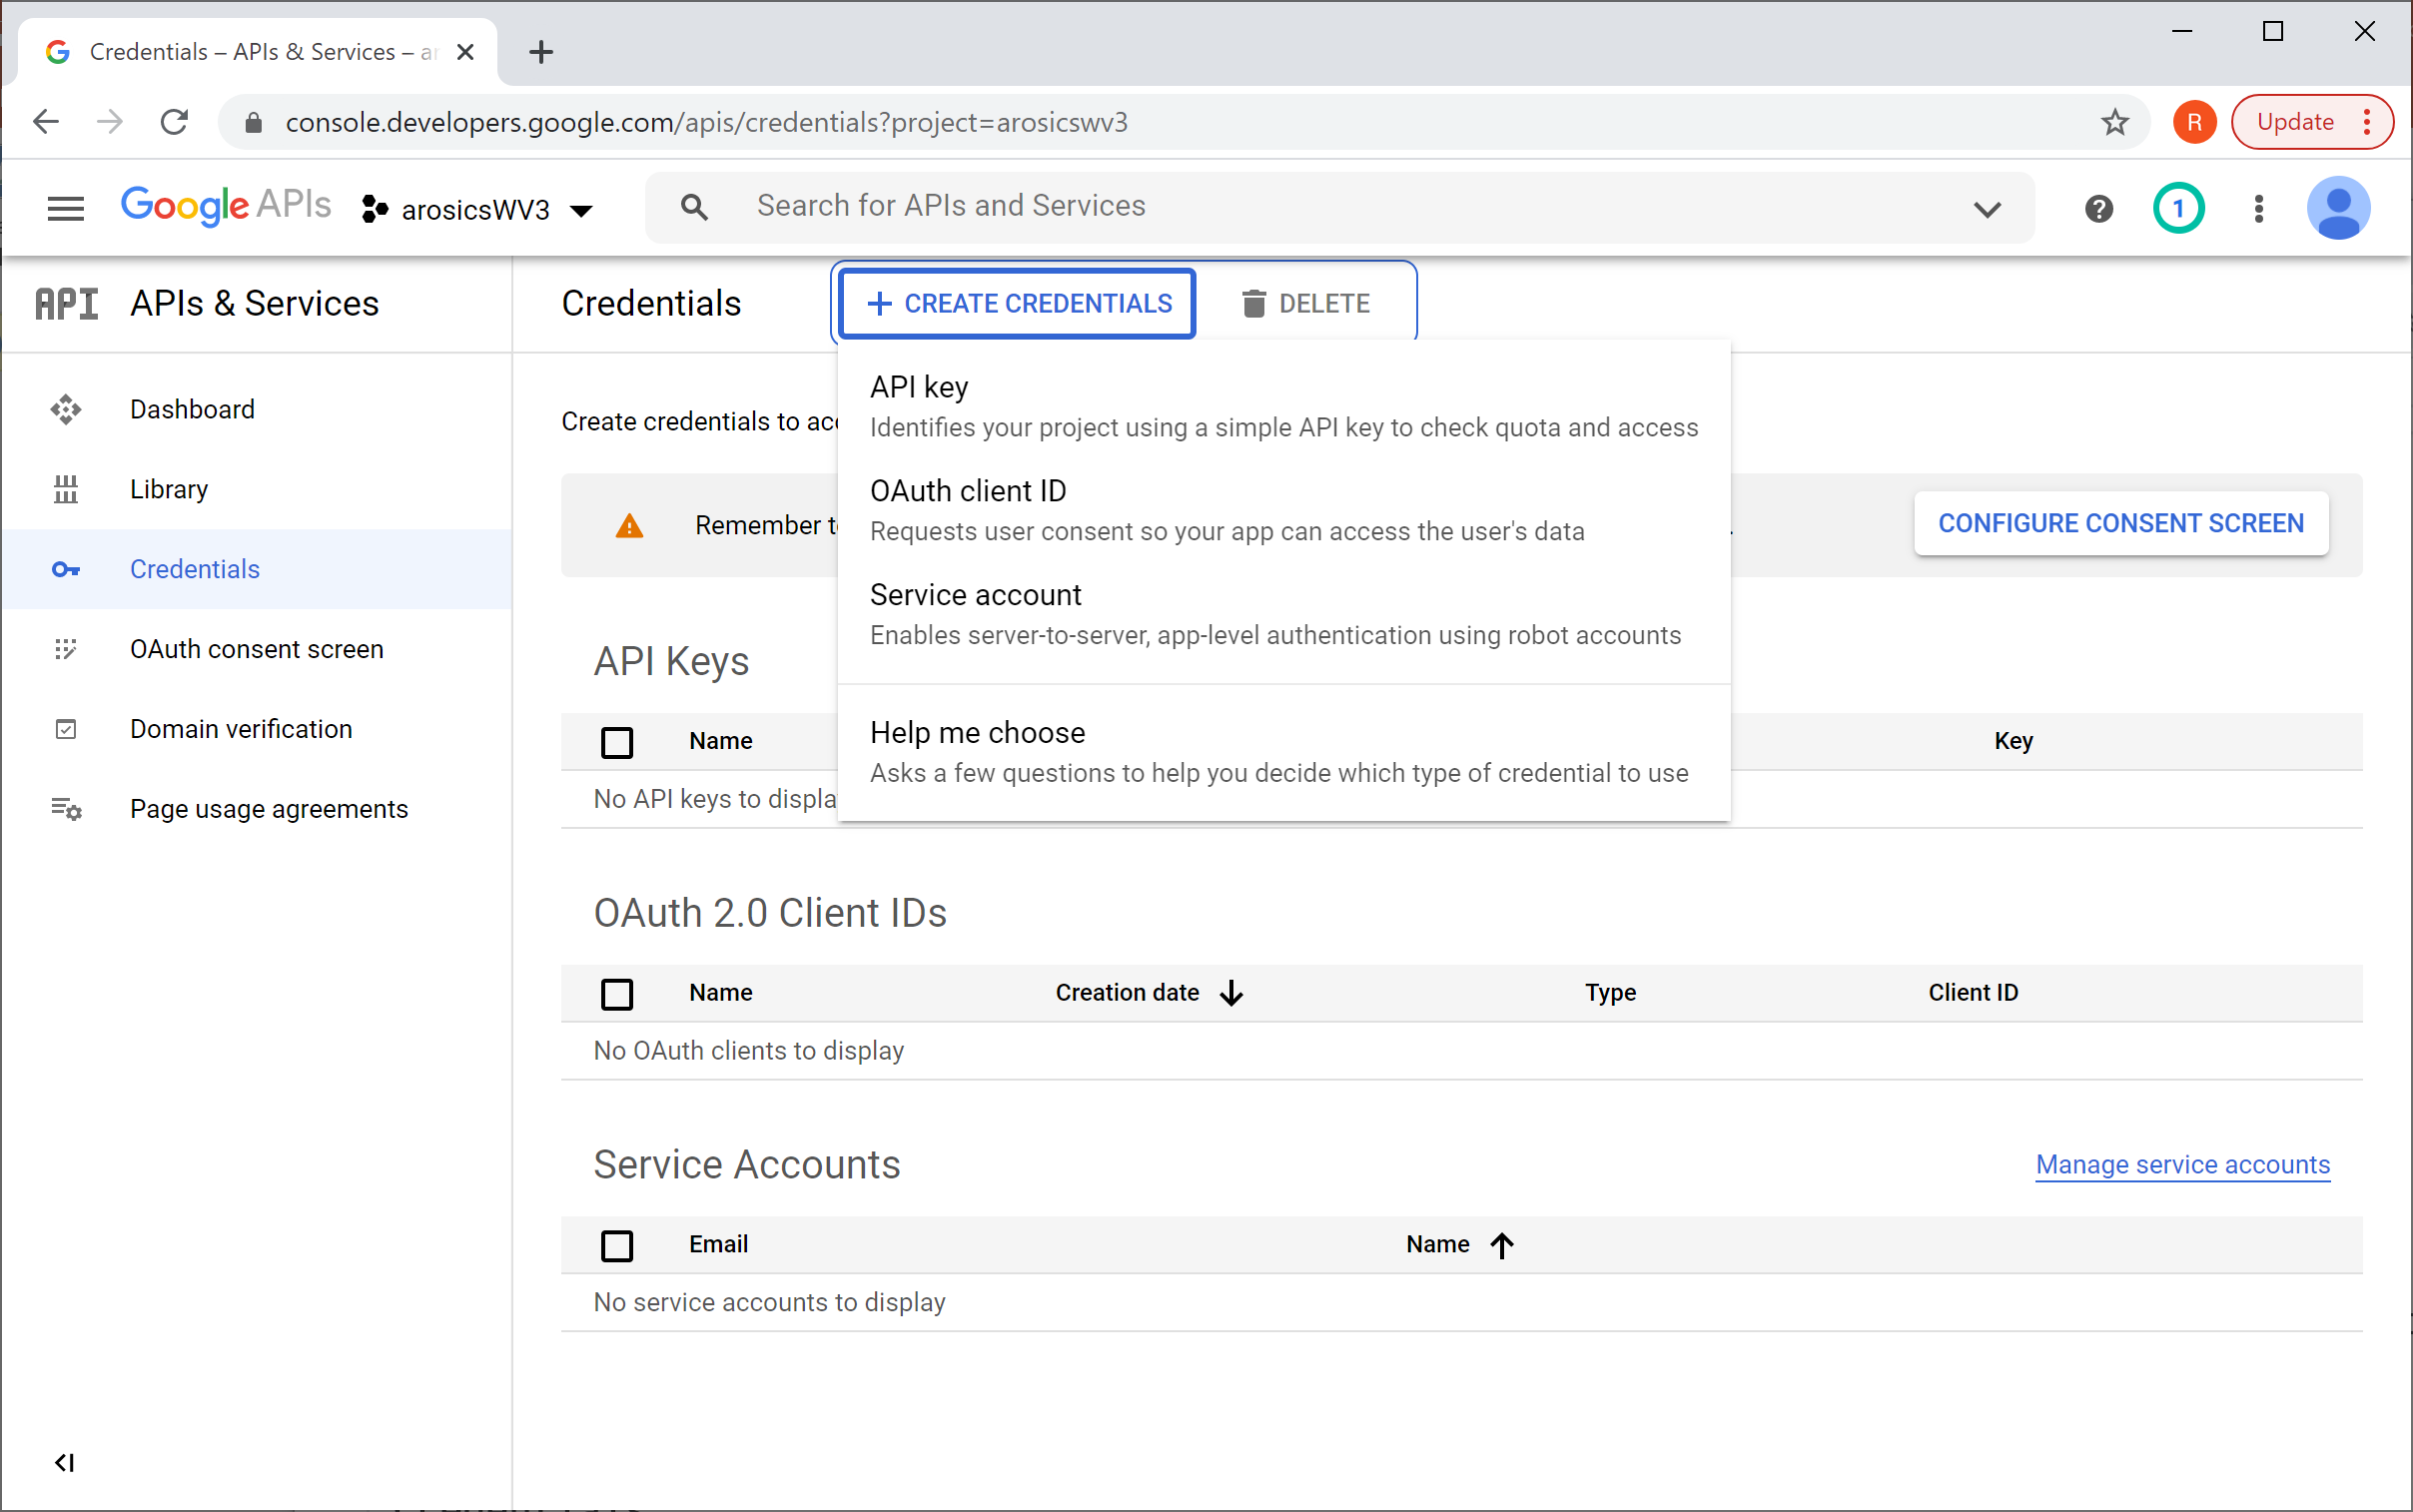 Credentials – APIs & Services –
console.developers.google.com/apis/credentials?project=arosicswv3
R
Update
Google APIs
arosicsWV3
Search for APIs and Services
1
API
APIs & Services
Credentials
CREATE CREDENTIALS
DELETE
Dashboard
Library
Credentials
OAuth consent screen
Domain verification
Page usage agreements
Create credentials to
API key
Identifies your project using a simple API key to check quota and access
OAuth client ID
Requests user consent so your app can access the user's data
Service account
Enables server-to-server, app-level authentication using robot accounts
Help me choose
Asks a few questions to help you decide which type of credential to use
Remember
CONFIGURE CONSENT SCREEN
API Keys
Name
Key
No API keys to
OAuth 2.0 Client IDs
Name
Creation date
Type
Client ID
No OAuth clients to display
Service Accounts
Manage service accounts
Email
Name
No service accounts to display